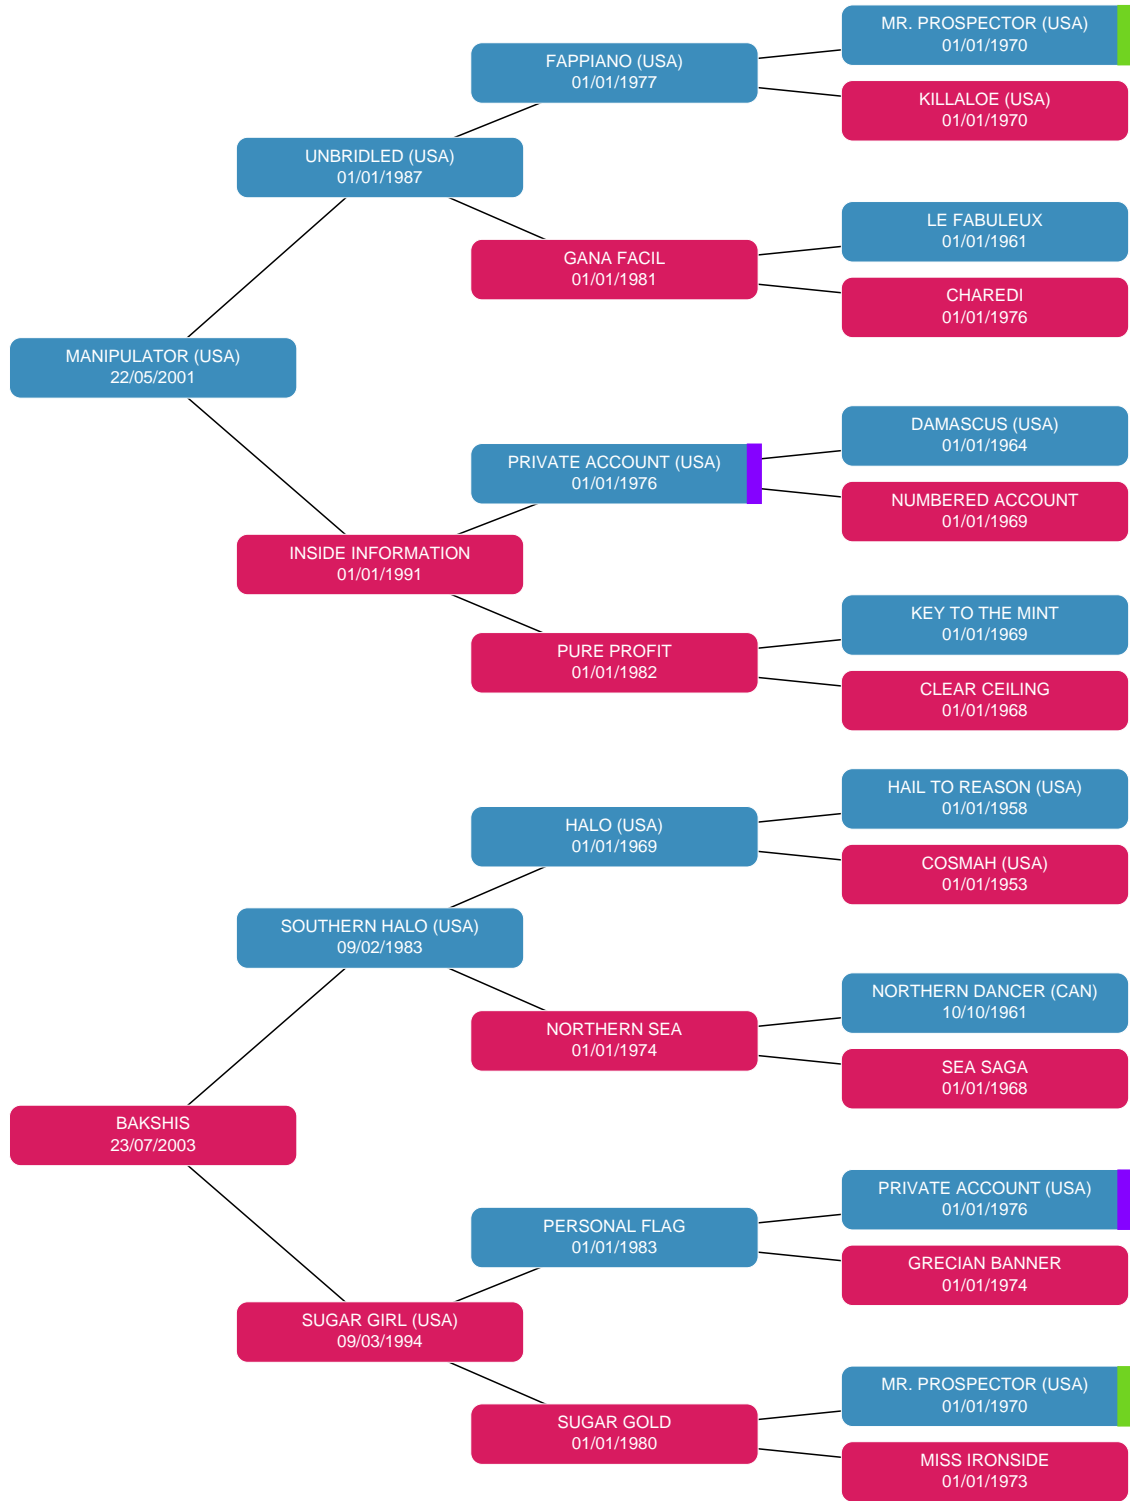 MR. PROSPECTOR (USA)
01/01/1970
FAPPIANO (USA)
01/01/1977
KILLALOE (USA)
01/01/1970
UNBRIDLED (USA)
01/01/1987
LE FABULEUX
01/01/1961
GANA FACIL
01/01/1981
CHAREDI
01/01/1976
MANIPULATOR (USA)
22/05/2001
DAMASCUS (USA)
01/01/1964
PRIVATE ACCOUNT (USA)
01/01/1976
NUMBERED ACCOUNT
01/01/1969
INSIDE INFORMATION
01/01/1991
KEY TO THE MINT
01/01/1969
PURE PROFIT
01/01/1982
CLEAR CEILING
01/01/1968
HAIL TO REASON (USA)
01/01/1958
HALO (USA)
01/01/1969
COSMAH (USA)
01/01/1953
SOUTHERN HALO (USA)
09/02/1983
NORTHERN DANCER (CAN)
10/10/1961
NORTHERN SEA
01/01/1974
SEA SAGA
01/01/1968
BAKSHIS
23/07/2003
PRIVATE ACCOUNT (USA)
01/01/1976
PERSONAL FLAG
01/01/1983
GRECIAN BANNER
01/01/1974
SUGAR GIRL (USA)
09/03/1994
MR. PROSPECTOR (USA)
01/01/1970
SUGAR GOLD
01/01/1980
MISS IRONSIDE
01/01/1973